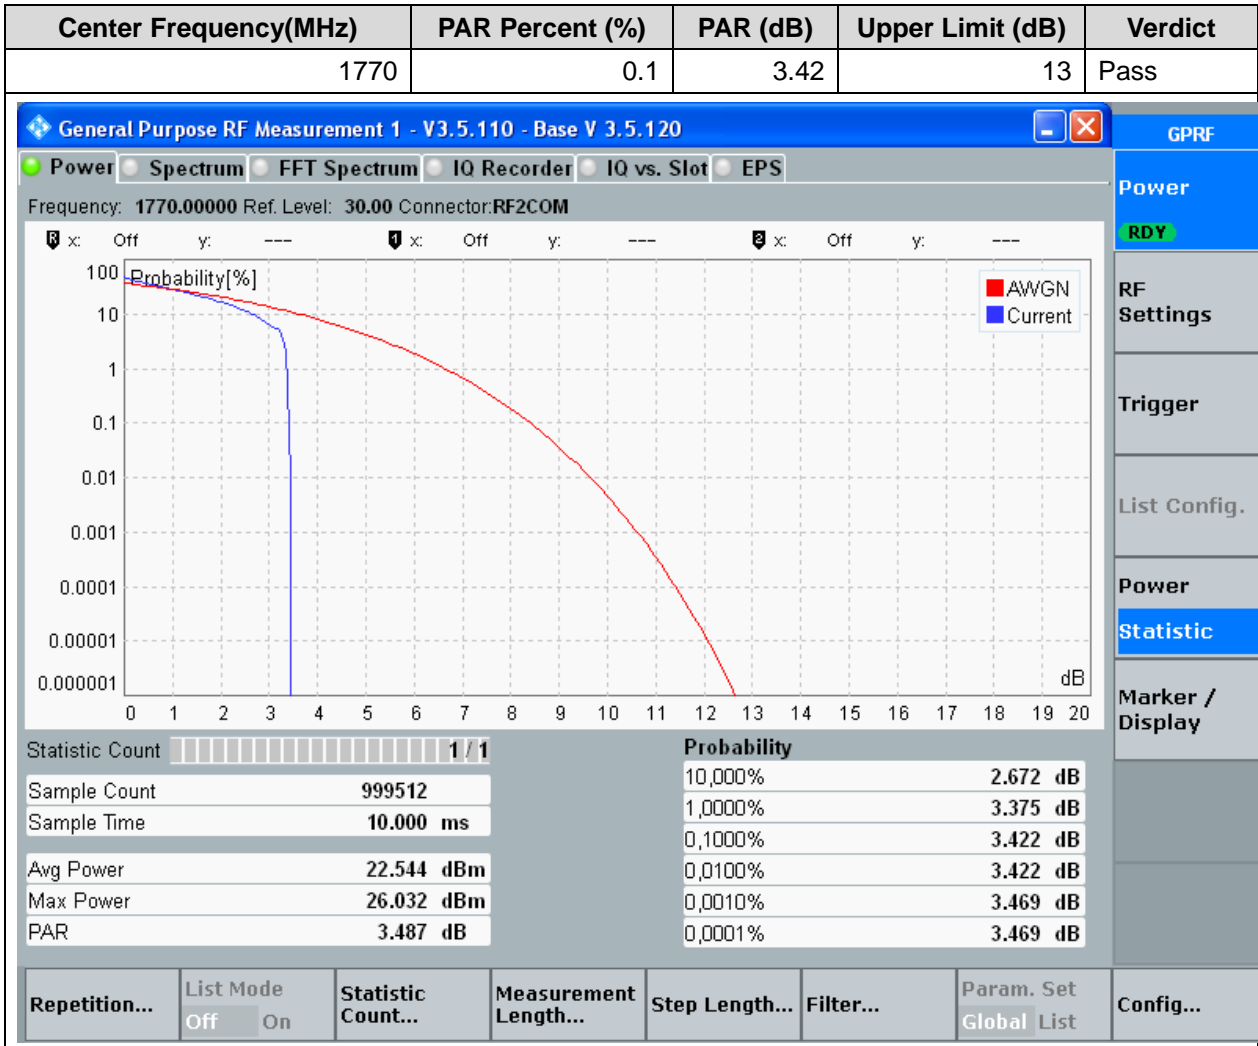 Center Frequency(MHz) PAR Percent (%) PAR (dB) Upper Limit (dB) Verdict
1770 0.1 3.42 13 Pass
General Purpose RF Measurement 1 - V3.5.110 - Base V 3.5.120
GPRF
Power Spectrum FFT Spectrum IQ Recorder IQ vs. Slot EPS
Frequency: 1770.00000 Ref. Level: 30.00 Connector:RF2COM
R x: Off y: --- 1 x: Off y: --- 2 x: Off y: ---
Probability[%]
AWGN
Current
100
10
1
0.1
0.01
0.001
0.0001
0.00001
0.000001
dB
0 1 2 3 4 5 6 7 8 9 10 11 12 13 14 15 16 17 18 19 20
Statistic Count 1 / 1
Sample Count 999512
Sample Time 10.000 ms
Avg Power 22.544 dBm
Max Power 26.032 dBm
PAR 3.487 dB
Probability
10,000% 2.672 dB
1,0000% 3.375 dB
0,1000% 3.422 dB
0,0100% 3.422 dB
0,0010% 3.469 dB
0,0001% 3.469 dB
Power
RDY
RF
Settings
Trigger
List Config.
Power
Statistic
Marker /
Display
Repetition...
List Mode
Off On
Statistic
Count...
Measurement
Length...
Step Length...
Filter...
Param. Set
Global List
Config...